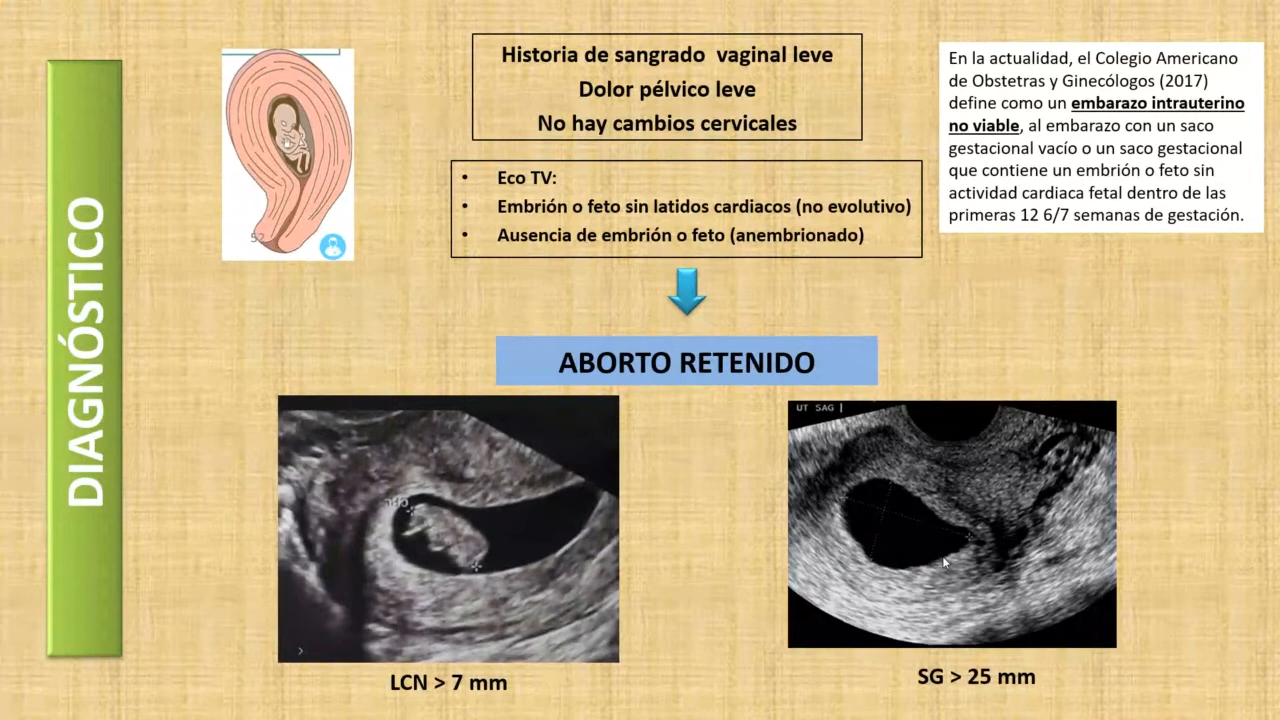 DIAGNÓSTICO
52
Historia de sangrado vaginal leve
Dolor pélvico leve
No hay cambios cervicales
• Eco TV:
• Embrión o feto sin latidos cardiacos (no evolutivo)
• Ausencia de embrión o feto (anembrionado)
En la actualidad, el Colegio Americano
de Obstetras y Ginecólogos (2017)
define como un embarazo intrauterino
no viable, al embarazo con un saco
gestacional vacío o un saco gestacional
que contiene un embrión o feto sin
actividad cardiaca fetal dentro de las
primeras 12 6/7 semanas de gestación.
ABORTO RETENIDO
UT SAG
LCN > 7 mm
SG > 25 mm